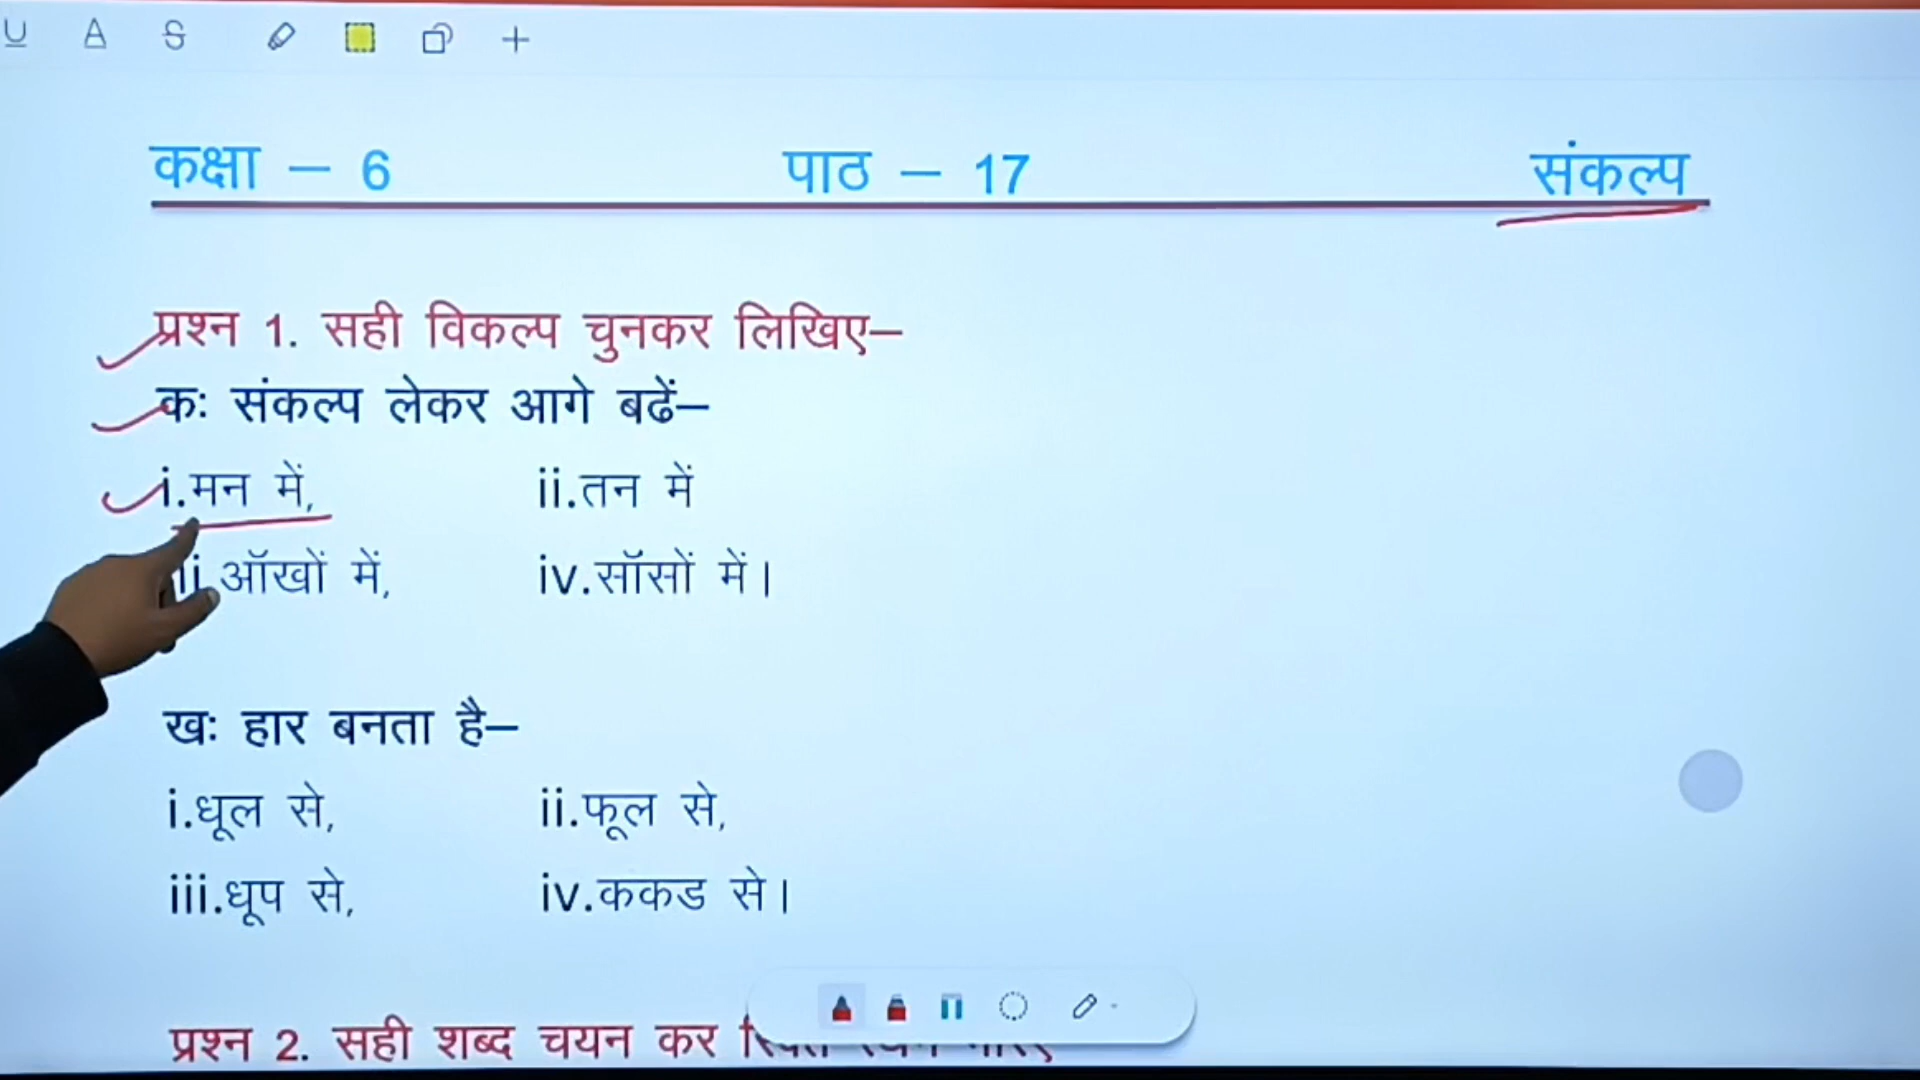 कक्षा – 6 पाठ – 17 संकल्प
प्रश्न 1. सही विकल्प चुनकर लिखिए–
कः संकल्प लेकर आगे बढें–
i.मन में, ii.तन में
ii.ऑखों में, iv.सॉसों में।
खः हार बनता है–
i.धूल से, ii.फूल से,
iii.धूप से, iv.ककड से।
प्रश्न 2. सही शब्द चयन कर